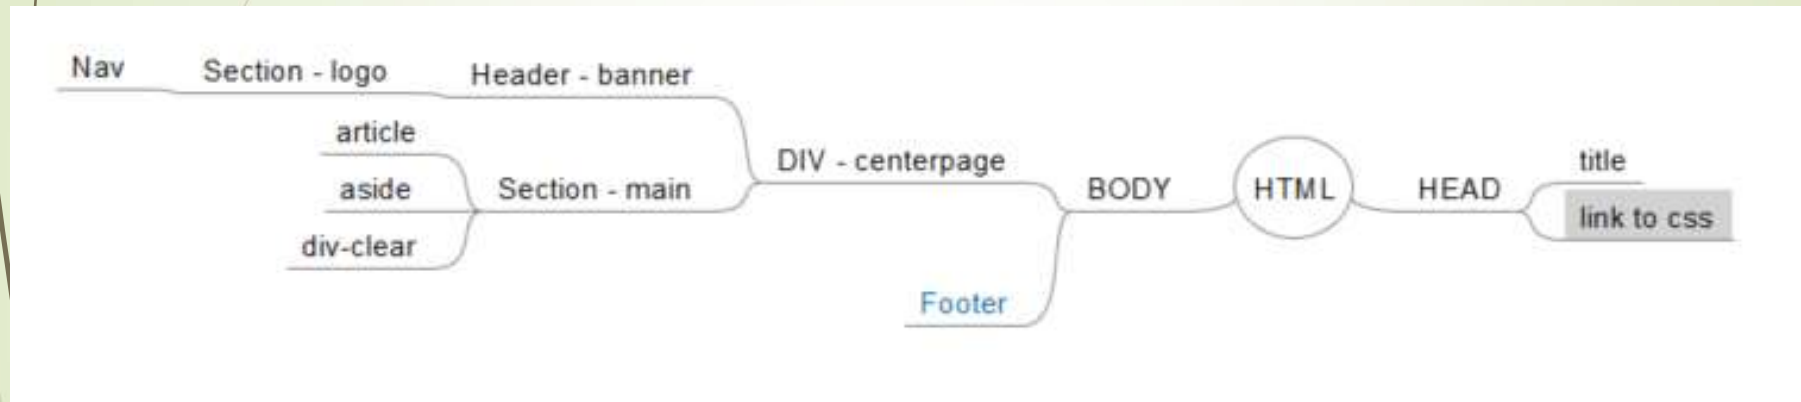 Nav
Section - logo
Header - banner
article
aside
Section - main
div-clear
DIV - centerpage
BODY
Footer
HTML
HEAD
title
link to css